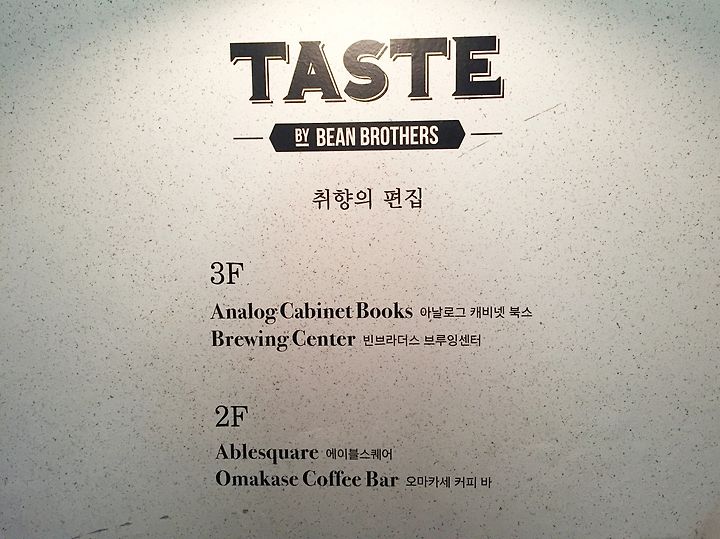 TASTE
BY BEAN BROTHERS
취향의 편집
3F
Analog Cabinet Books 아날로그 캐비넷 북소
Brewing Center 빈브라더스 브루잉센터
2F
Ablesquare 에이블스퀘어
Omakase Coffee Bar 오마카세 커피 바